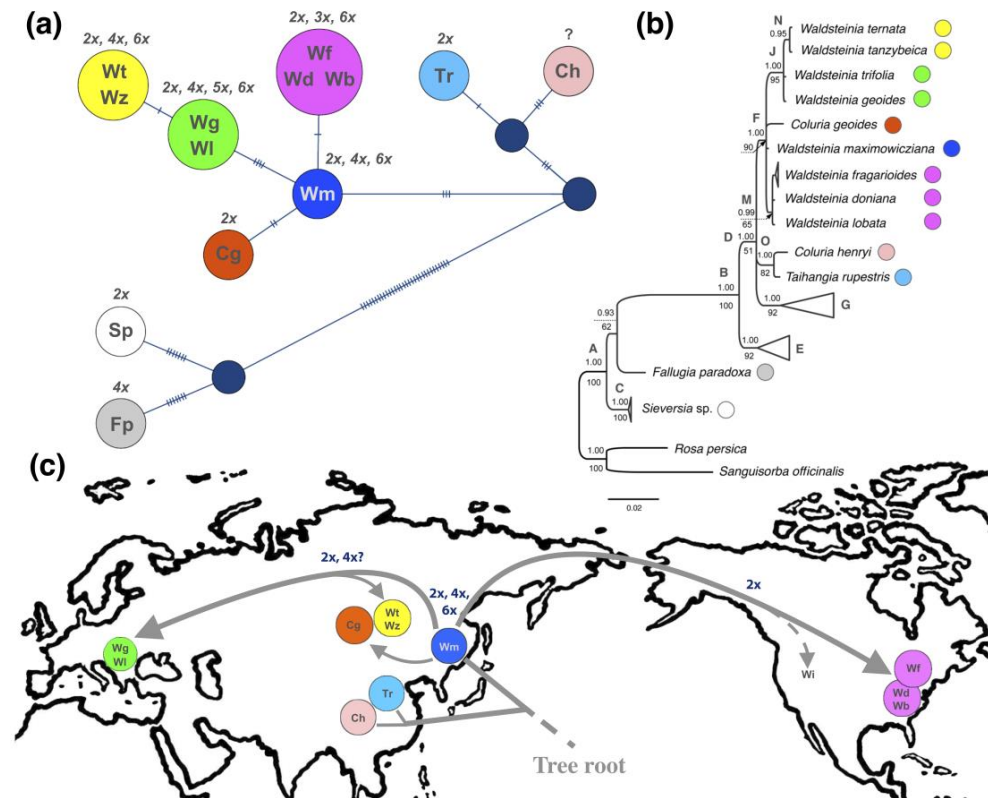 (a)
2x, 4x, 6x
Wt
Wz
2x, 4x, 5x, 6x
Wg
Wl
2x, 3x, 6x
Wf
Wd Wb
2x
Tr
?
Ch
2x, 4x, 6x
Wm
2x
Cg
2x
Sp
4x
Fp
(b)
N
0.95
Waldsteinia ternata
Waldsteinia tanzybeica
J
1.00
95
Waldsteinia trifolia
Waldsteinia geoides
F
1.00
90
Coluria geoides
Waldsteinia maximowicziana
Waldsteinia fragarioides
M
0.99
65
Waldsteinia doniana
Waldsteinia lobata
D
1.00
51
O
1.00
82
Coluria henryi
Taihangia rupestris
B
1.00
100
1.00
92
G
1.00
92
E
0.93
62
A
1.00
100
Fallugia paradoxa
C
1.00
100
Sieversia sp.
1.00
100
Rosa persica
Sanguisorba officinalis
0.02
(c)
2x, 4x?
2x, 4x,
6x
2x
Wt
Wz
Cg
Wm
Wg
Wl
Tr
Ch
Wi
Wf
Wd
Wb
Tree root